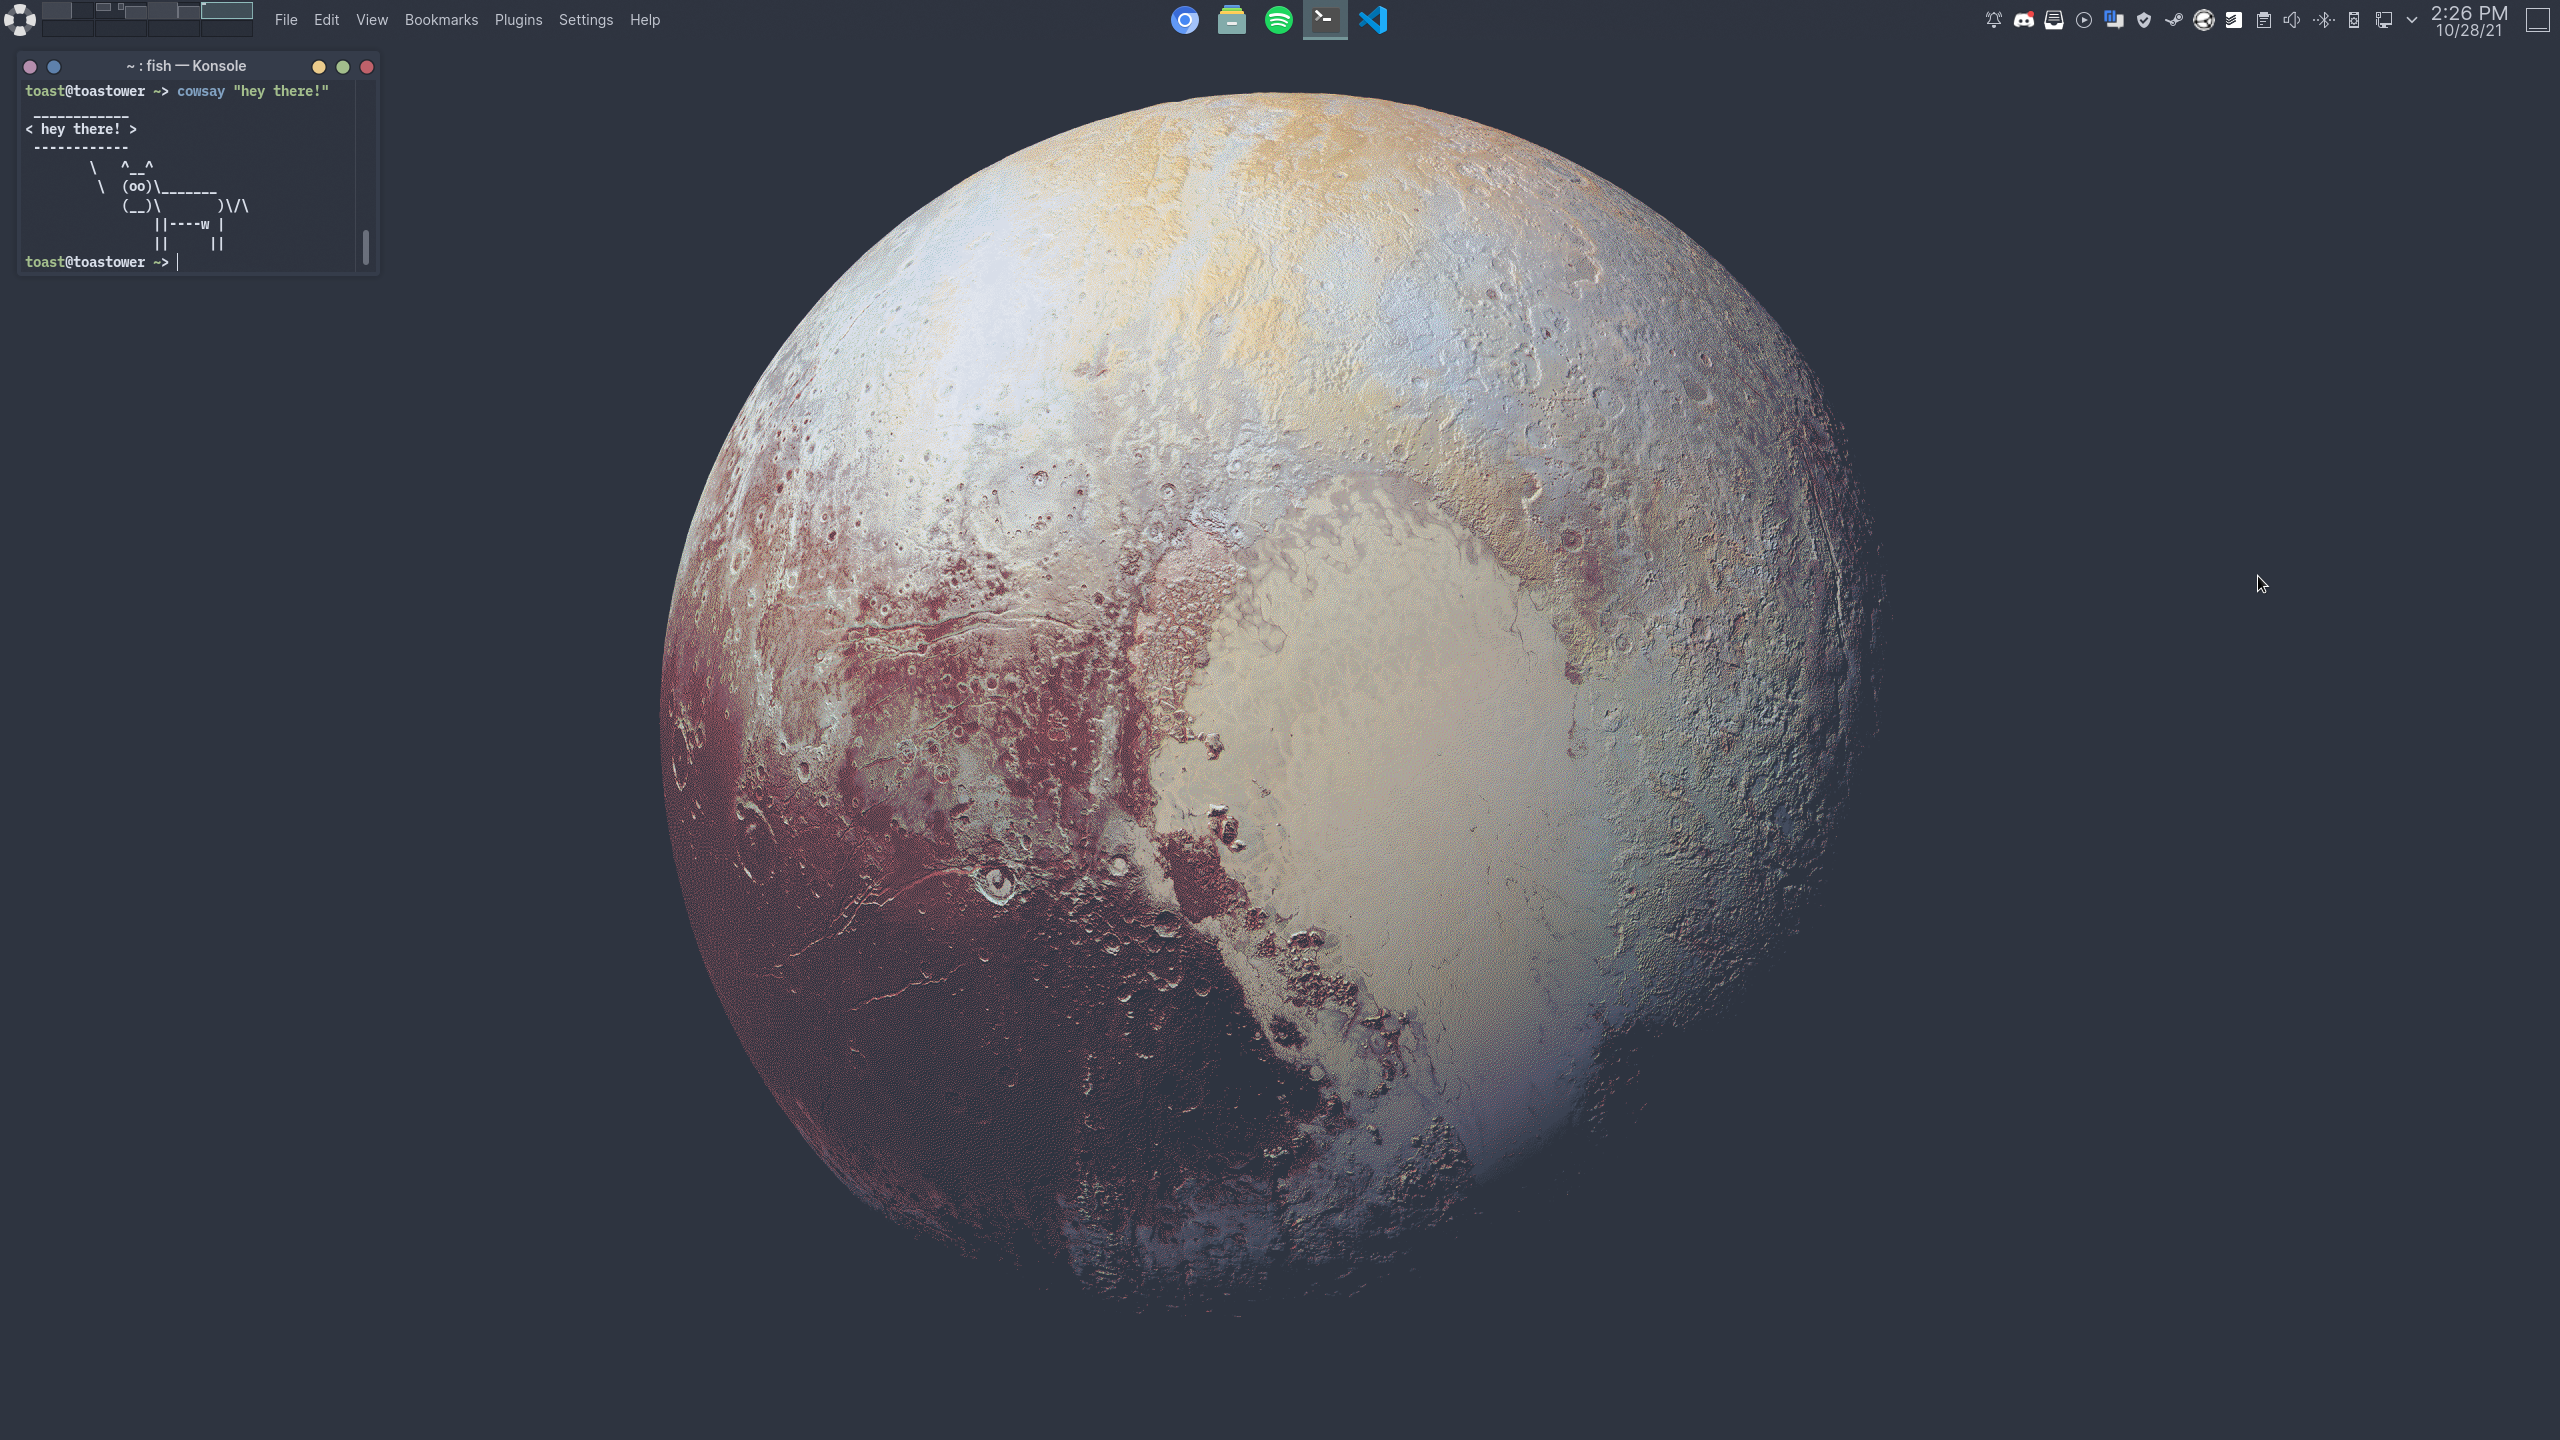 File Edit View Bookmarks Plugins Settings Help
2:26 PM
10/28/21
~ : fish — Konsole
toast@toastower ~> cowsay "hey there!"
 ____________
< hey there! >
 ------------
        \   ^__^
         \  (oo)\_______
            (__)\       )\/\
                ||----w |
                ||     ||
toast@toastower ~>